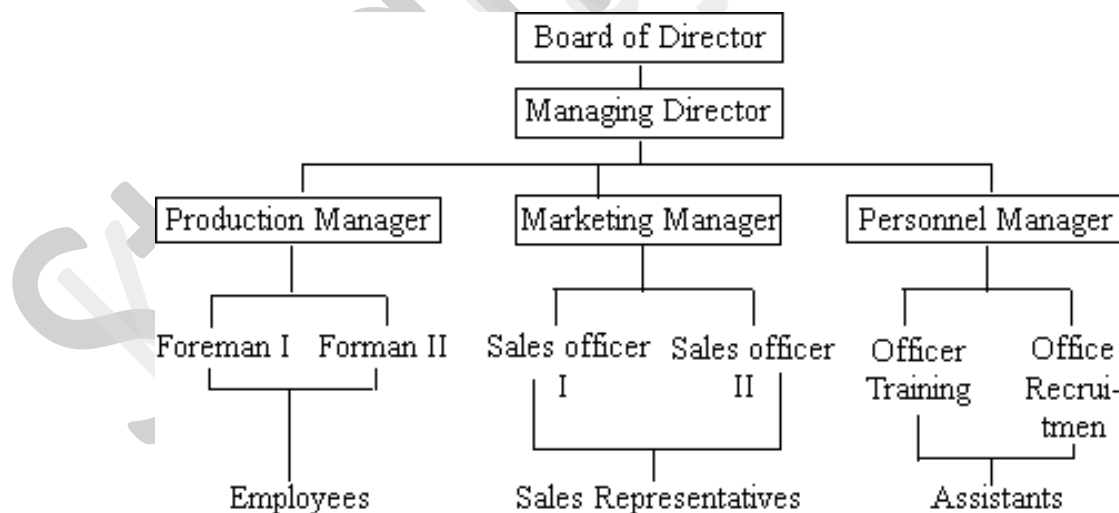 Board of Director
Managing Director
Production Manager
Marketing Manager
Personnel Manager
Foreman I
Forman II
Sales officer
I
Sales officer
II
Officer
Training
Office
Recrui-
tmen
Employees
Sales Representatives
Assistants